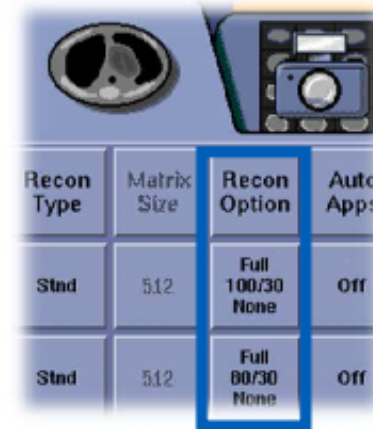 Recon Type
Matrix Size
Recon Option
Auto Apps
Stnd
512
Full 100/30 None
Off
Stnd
512
Full 80/30 None
Off